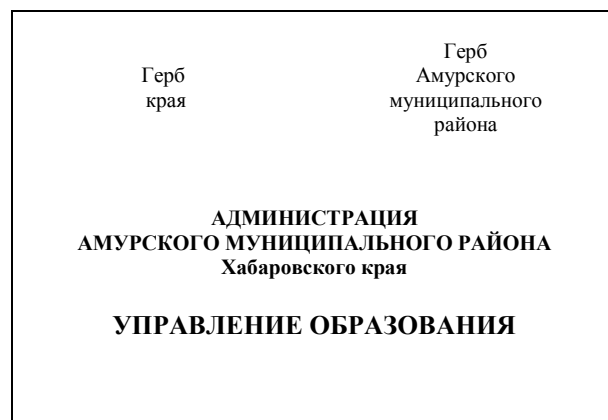 Герб
края
Герб
Амурского
муниципального
района
АДМИНИСТРАЦИЯ
АМУРСКОГО МУНИЦИПАЛЬНОГО РАЙОНА
Хабаровского края
УПРАВЛЕНИЕ ОБРАЗОВАНИЯ